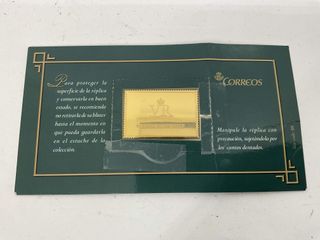 Para proteger la
superficie de la réplica
y conservarla en buen
estado, se recomienda
no retirarla de su blister
hasta el momento en
que pueda guardarla
en el estuche de la
colección.
CORREOS
Manipule la réplica con
precaución, sujetándola por
los cantos dentados.